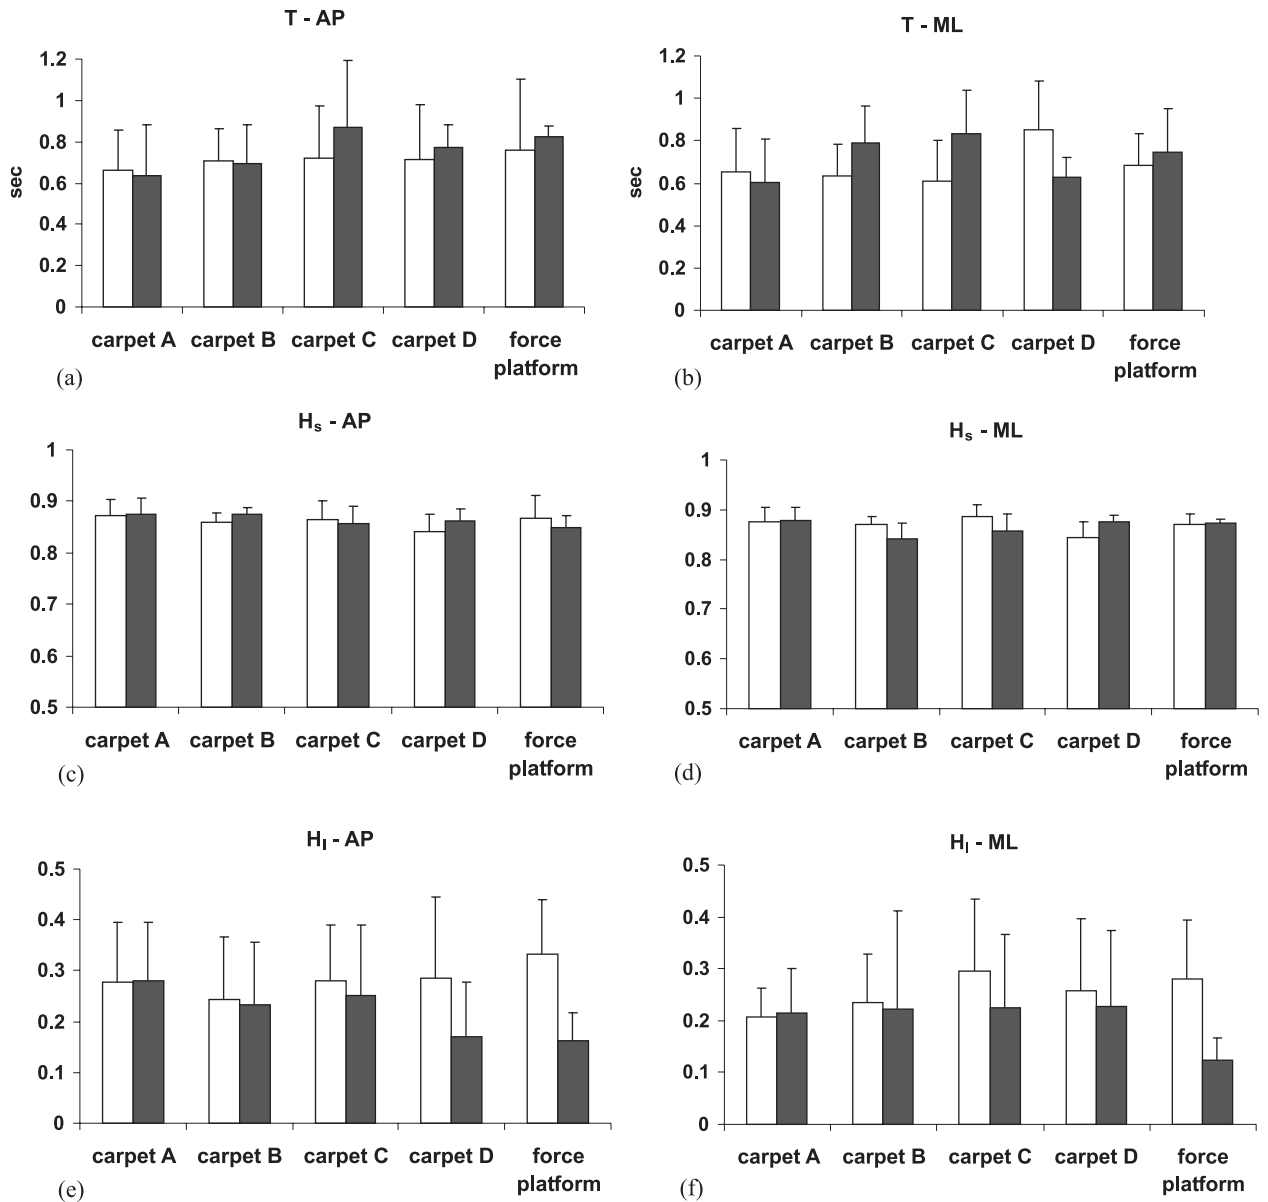 T - AP
1.2
1
0.8
0.6
0.4
0.2
0
sec
carpet A carpet B carpet C carpet D force platform
(a)
T - ML
1.2
1
0.8
0.6
0.4
0.2
0
sec
carpet A carpet B carpet C carpet D force platform
(b)
Hs - AP
1
0.9
0.8
0.7
0.6
0.5
carpet A carpet B carpet C carpet D force platform
(c)
Hs - ML
1
0.9
0.8
0.7
0.6
0.5
carpet A carpet B carpet C carpet D force platform
(d)
Hl - AP
0.5
0.4
0.3
0.2
0.1
0
carpet A carpet B carpet C carpet D force platform
(e)
Hl - ML
0.5
0.4
0.3
0.2
0.1
0
carpet A carpet B carpet C carpet D force platform
(f)